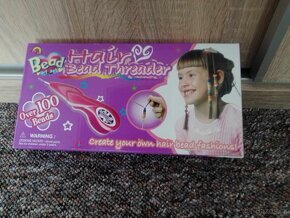 Bead
Hair
Bead Threader
Over 100
Beads
WARNING:
Create your own hair bead fashions!